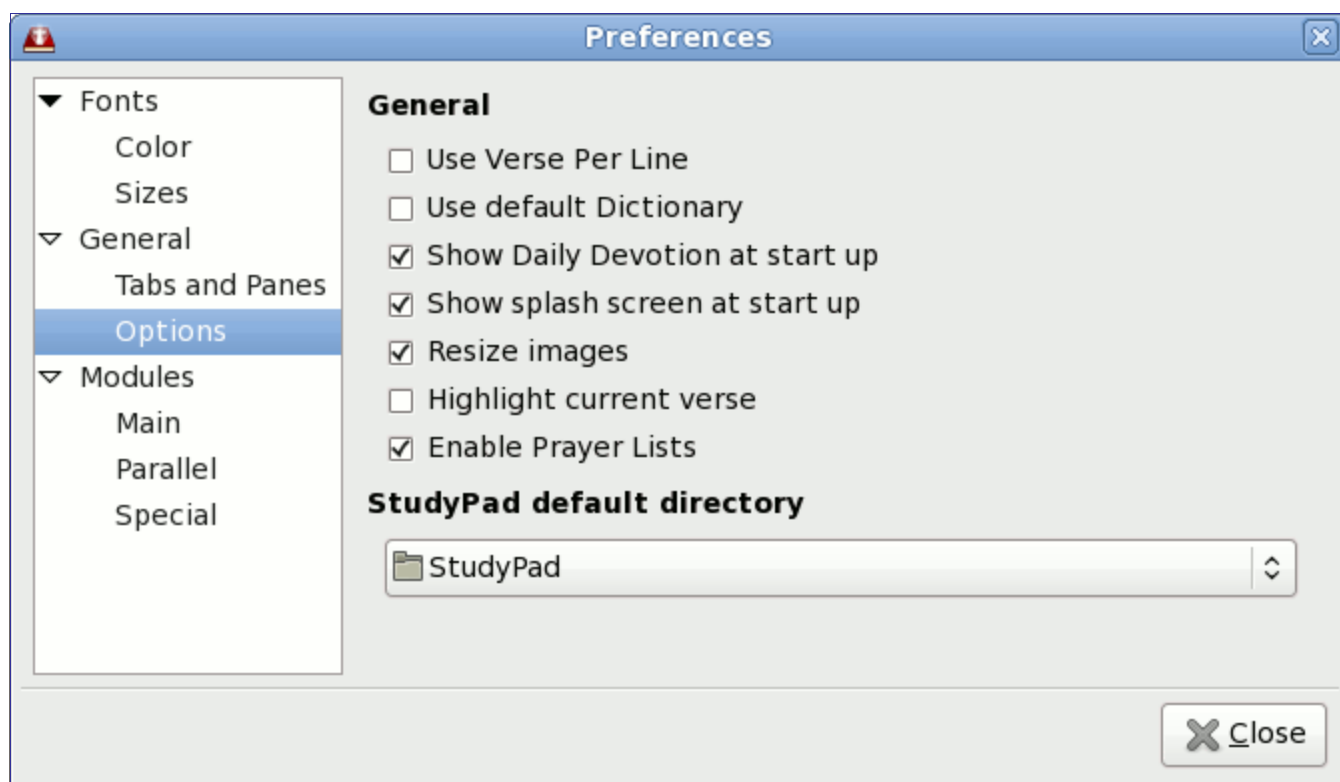 Preferences
Fonts
Color
Sizes
General
Tabs and Panes
Options
Modules
Main
Parallel
Special
General
Use Verse Per Line
Use default Dictionary
Show Daily Devotion at start up
Show splash screen at start up
Resize images
Highlight current verse
Enable Prayer Lists
StudyPad default directory
StudyPad
Close